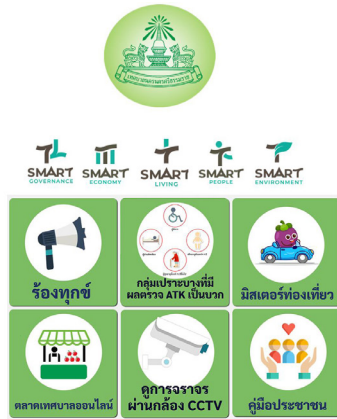 SMART SMART SMART SMART SMART
GOVERNANCE ECONOMY LIVING PEOPLE ENVIRONMENT
ร้องทุกข์
กลุ่มเปราะบางที่มี
ผลตรวจ ATK เป็นบวก
มิสเตอร์ท่องเที่ยว
ตลาดเทศบาลออนไลน์
ดูการจราจร
ผ่านกล้อง CCTV
คู่มือประชาชน